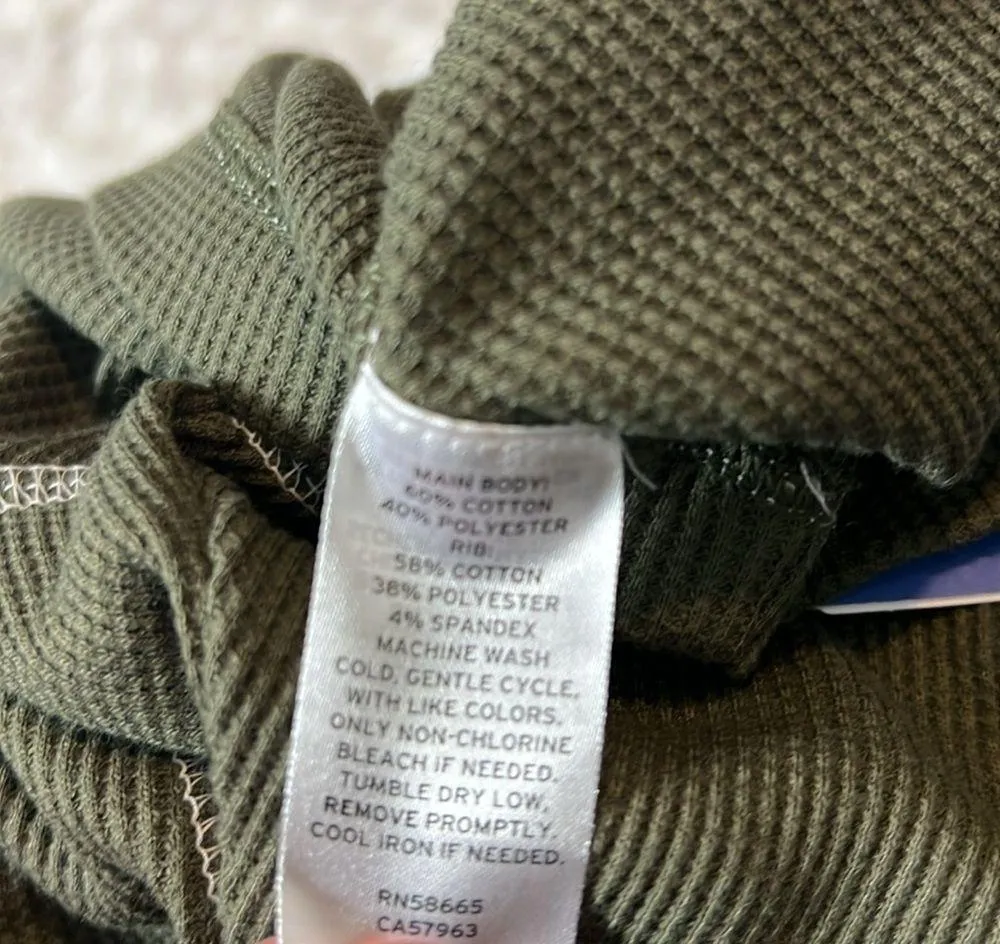 MAIN BODY:
60% COTTON
40% POLYESTER
RIB:
58% COTTON
38% POLYESTER
4% SPANDEX
MACHINE WASH
COLD, GENTLE CYCLE,
WITH LIKE COLORS.
ONLY NON-CHLORINE
BLEACH IF NEEDED.
TUMBLE DRY LOW,
REMOVE PROMPTLY.
COOL IRON IF NEEDED.
RN58665
CA57963